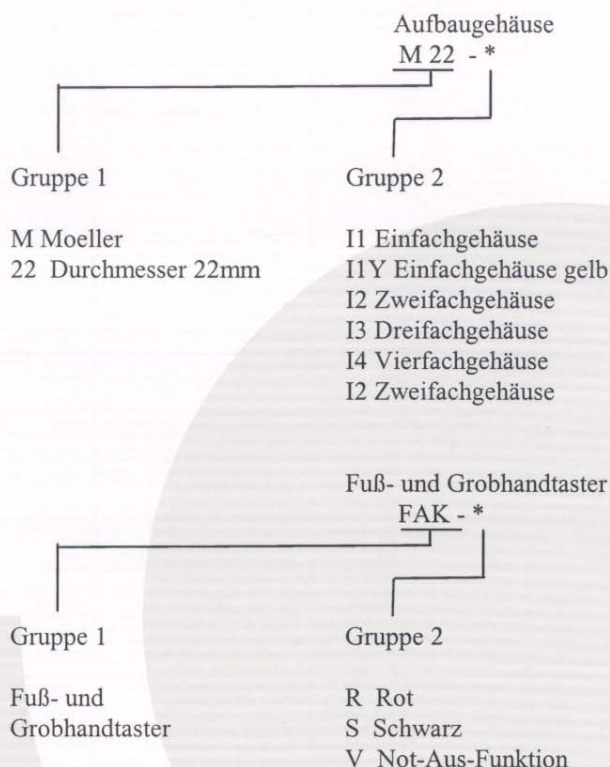 Aufbaugehäuse
M 22 - *
Gruppe 1
M Moeller
22 Durchmesser 22mm
Gruppe 2
I1 Einfachgehäuse
I1Y Einfachgehäuse gelb
I2 Zweifachgehäuse
I3 Dreifachgehäuse
I4 Vierfachgehäuse
I2 Zweifachgehäuse
Fuß- und Grobhandtaster
FAK - *
Gruppe 1
Fuß- und
Grobhandtaster
Gruppe 2
R Rot
S Schwarz
V Not-Aus-Funktion